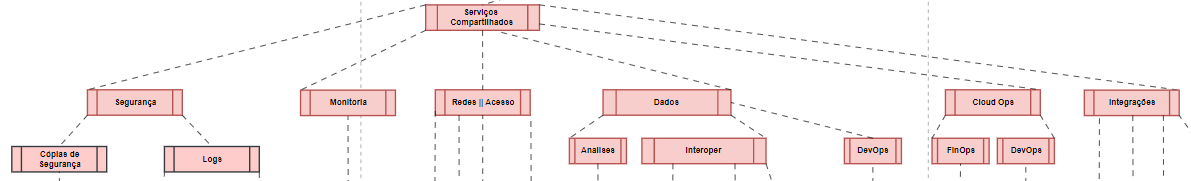 Serviços
Compartilhados
Segurança
Monitoria
Redes || Acesso
Dados
Cloud Ops
Integrações
Cópias de
Segurança
Logs
Analises
Interoper
DevOps
FinOps
DevOps